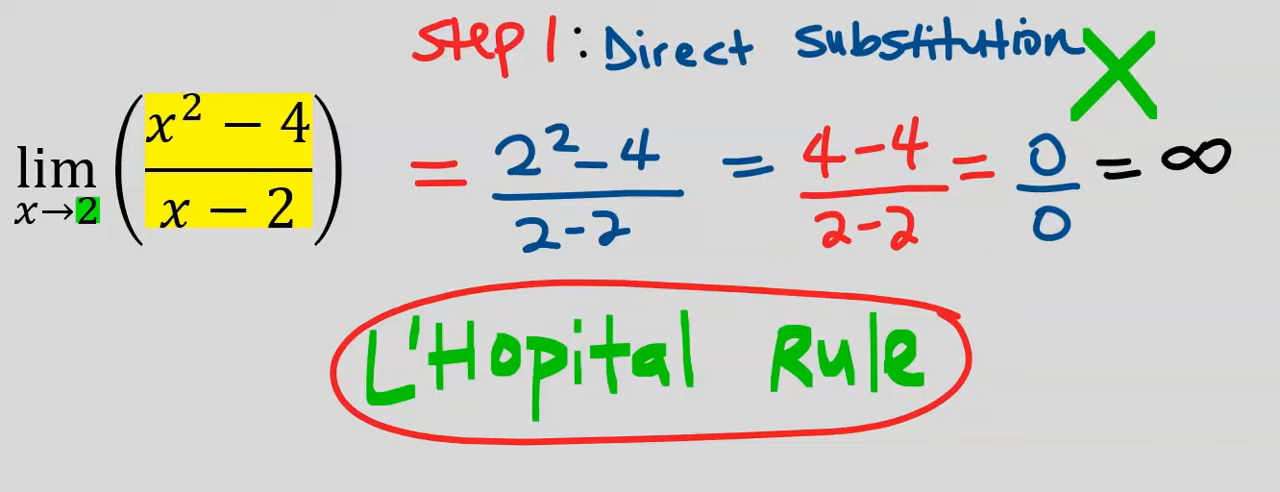 Step 1: Direct Substitution X
lim x→2 (x² − 4 / x − 2) = 2² - 4 / 2 - 2 = 4 - 4 / 2 - 2 = 0 / 0 = ∞
L'Hopital Rule